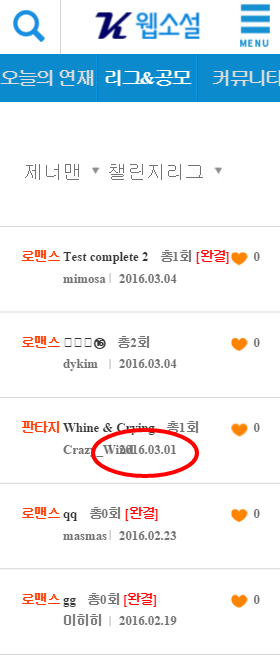 K 웹소설
MENU
오늘의 연재 리그&공모 커뮤니티
제너맨 ▼ 챌린지리그 ▼
로맨스 Test complete 2 총1회 [완결] 0
mimosa | 2016.03.04
로맨스 □□□⑯ 총2회 0
dykim | 2016.03.04
판타지 Whine & Crying 총1회 0
Crazy_Wind 2016.03.01
로맨스 qq 총0회 [완결] 0
masmas | 2016.02.23
로맨스 gg 총0회 [완결] 0
이히히 | 2016.02.19